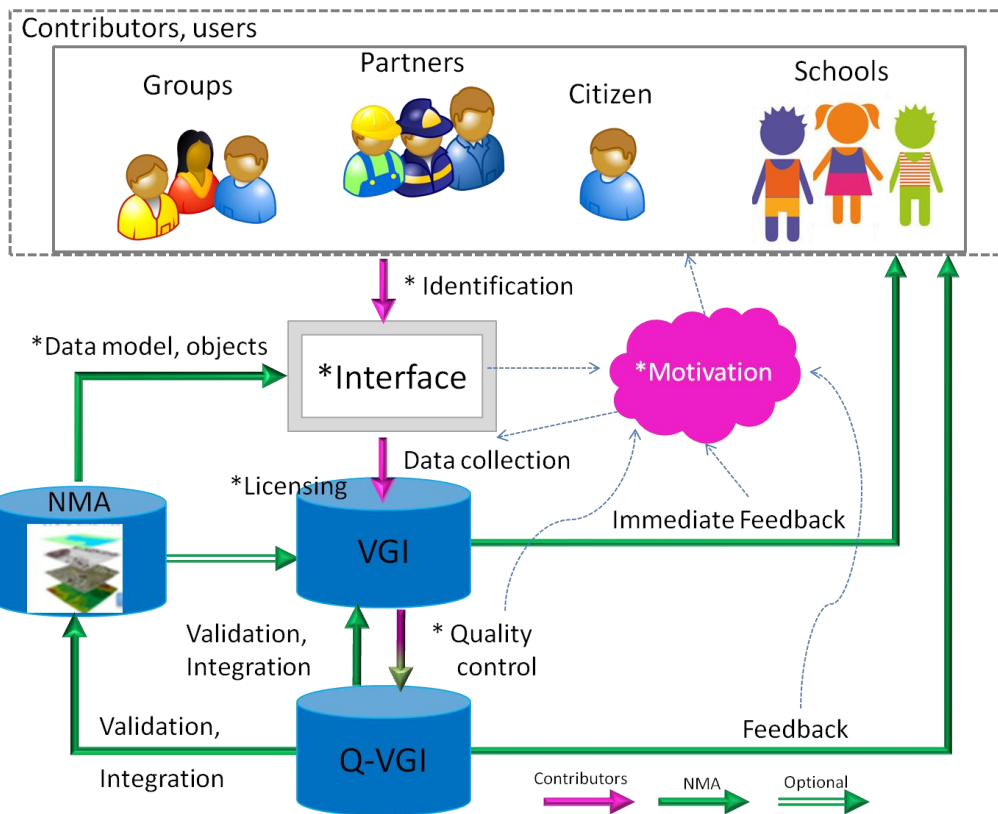 Contributors, users
Groups
Partners
Citizen
Schools
* Identification
*Data model, objects
*Interface
*Motivation
Data collection
*Licensing
NMA
VGI
Immediate Feedback
Validation,
Integration
* Quality
control
Validation,
Integration
Q-VGI
Feedback
Contributors
NMA
Optional